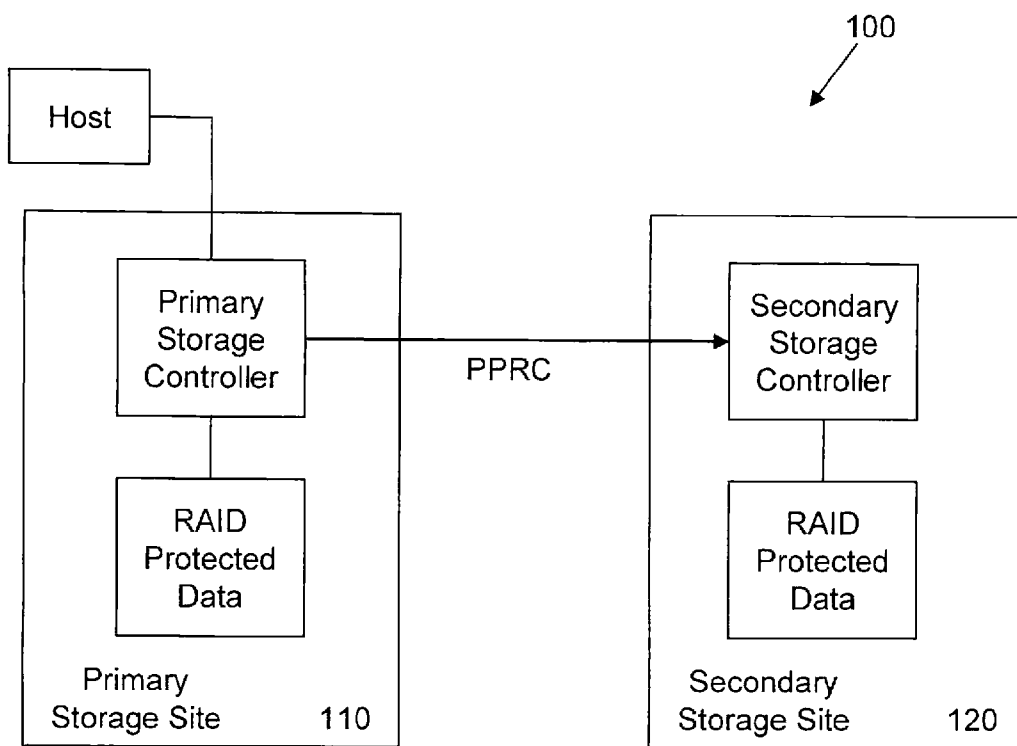 100
Host
Primary
Storage
Controller
PPRC
Secondary
Storage
Controller
RAID
Protected
Data
RAID
Protected
Data
Primary
Storage Site 110
Secondary
Storage Site 120